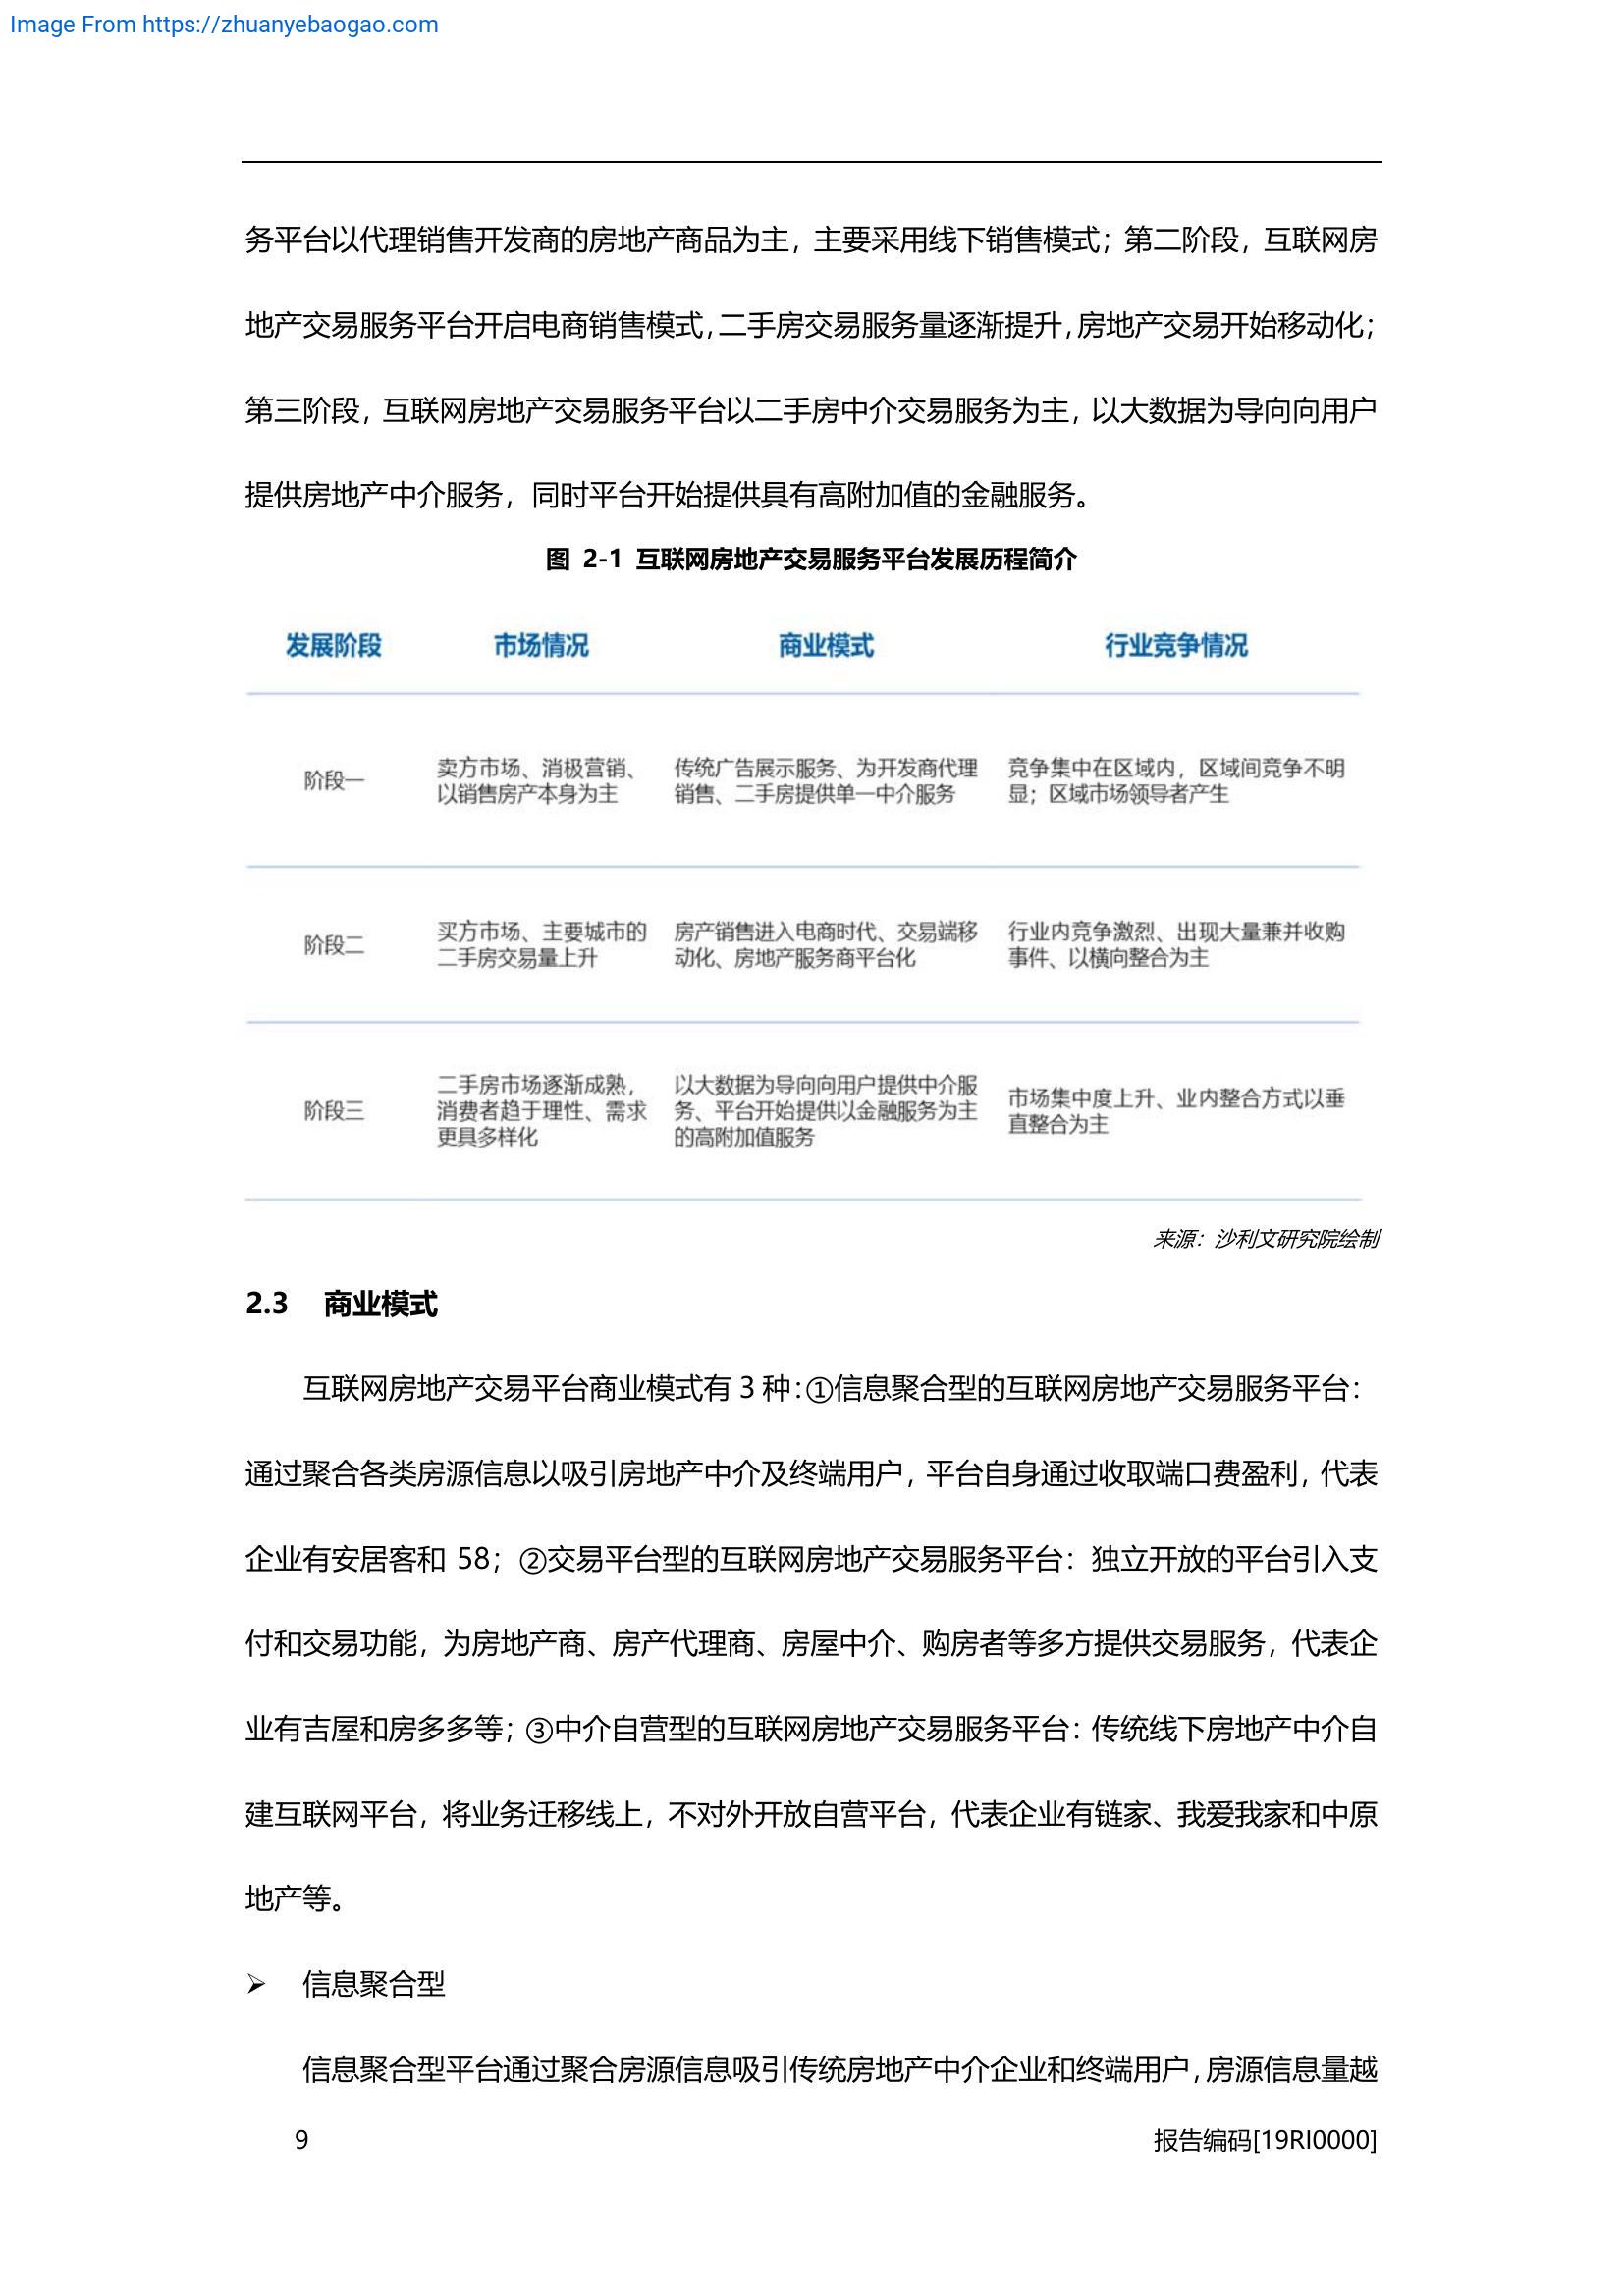 Image From https://zhuanyebaogao.com
务平台以代理销售开发商的房地产商品为主，主要采用线下销售模式；第二阶段，互联网房
地产交易服务平台开启电商销售模式，二手房交易服务量逐渐提升，房地产交易开始移动化；
第三阶段，互联网房地产交易服务平台以二手房中介交易服务为主，以大数据为导向向用户
提供房地产中介服务，同时平台开始提供具有高附加值的金融服务。
图 2-1 互联网房地产交易服务平台发展历程简介
发展阶段 市场情况 商业模式 行业竞争情况
阶段一
卖方市场、消极营销、
以销售房产本身为主
传统广告展示服务、为开发商代理
销售、二手房提供单一中介服务
竞争集中在区域内，区域间竞争不明
显；区域市场领导者产生
阶段二
买方市场、主要城市的
二手房交易量上升
房产销售进入电商时代、交易端移
动化、房地产服务商平台化
行业内竞争激烈、出现大量兼并收购
事件、以横向整合为主
阶段三
二手房市场逐渐成熟，
消费者趋于理性、需求
更具多样化
以大数据为导向向用户提供中介服
务、平台开始提供以金融服务为主
的高附加值服务
市场集中度上升、业内整合方式以垂
直整合为主
来源：沙利文研究院绘制
2.3 商业模式
互联网房地产交易平台商业模式有 3 种：①信息聚合型的互联网房地产交易服务平台：
通过聚合各类房源信息以吸引房地产中介及终端用户，平台自身通过收取端口费盈利，代表
企业有安居客和 58；②交易平台型的互联网房地产交易服务平台：独立开放的平台引入支
付和交易功能，为房地产商、房产代理商、房屋中介、购房者等多方提供交易服务，代表企
业有吉屋和房多多等；③中介自营型的互联网房地产交易服务平台：传统线下房地产中介自
建互联网平台，将业务迁移线上，不对外开放自营平台，代表企业有链家、我爱我家和中原
地产等。
➢ 信息聚合型
信息聚合型平台通过聚合房源信息吸引传统房地产中介企业和终端用户，房源信息量越
9 报告编码[19RI0000]